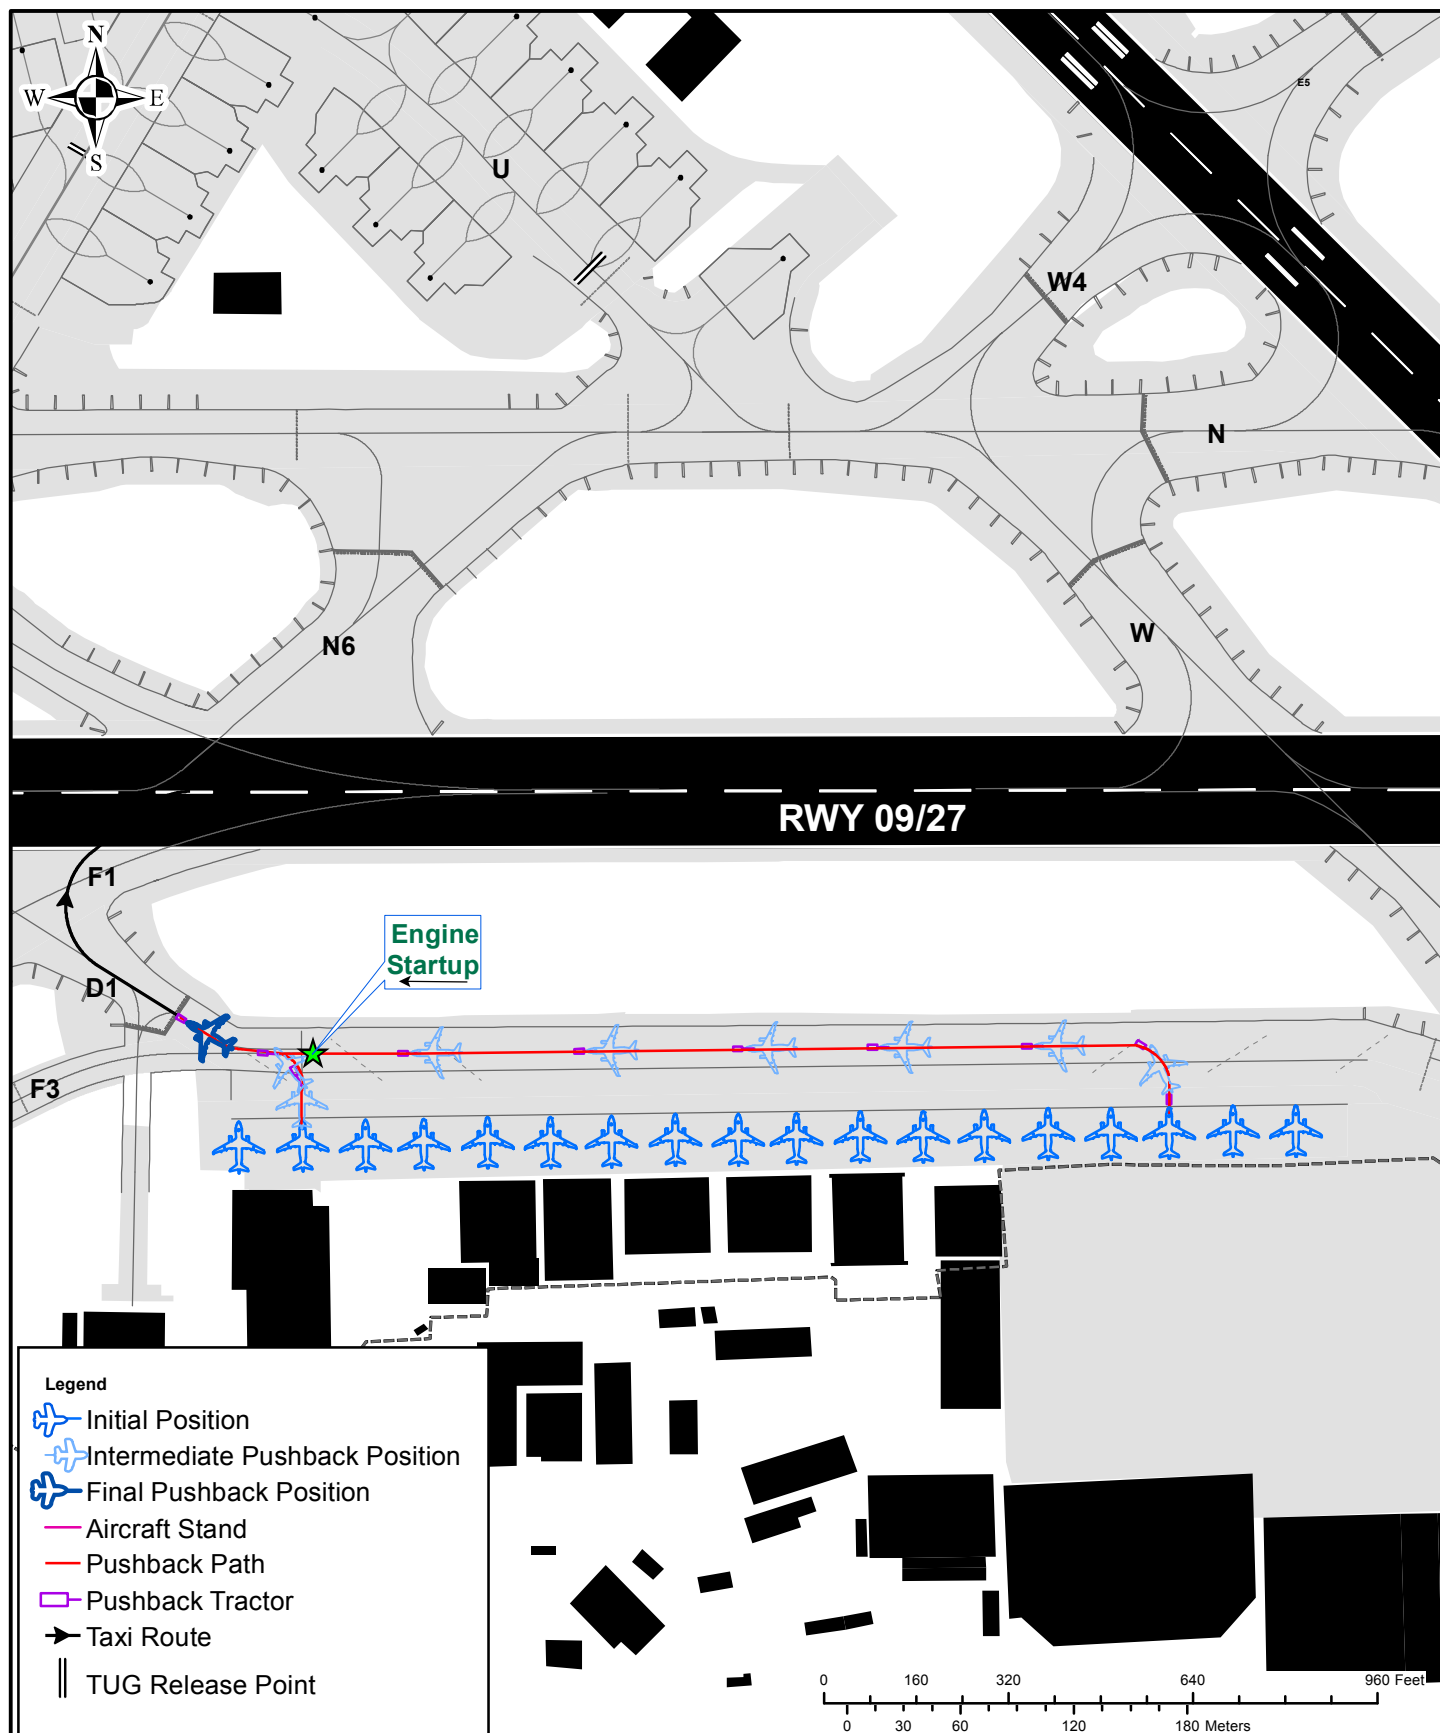 N
W E
S
U
E5
W4
N
N6
W
RWY 09/27
F1
Engine
Startup
D1
F3
Legend
Initial Position
Intermediate Pushback Position
Final Pushback Position
Aircraft Stand
Pushback Path
Pushback Tractor
Taxi Route
TUG Release Point
0 160 320 640 960 Feet
0 30 60 120 180 Meters